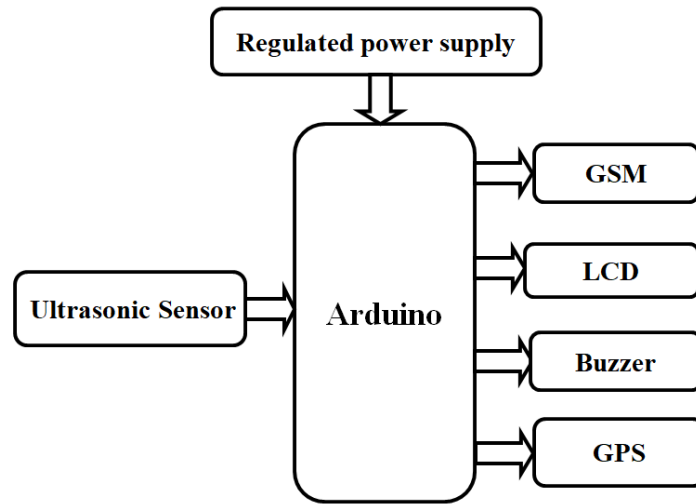 Regulated power supply
GSM
LCD
Ultrasonic Sensor
Arduino
Buzzer
GPS